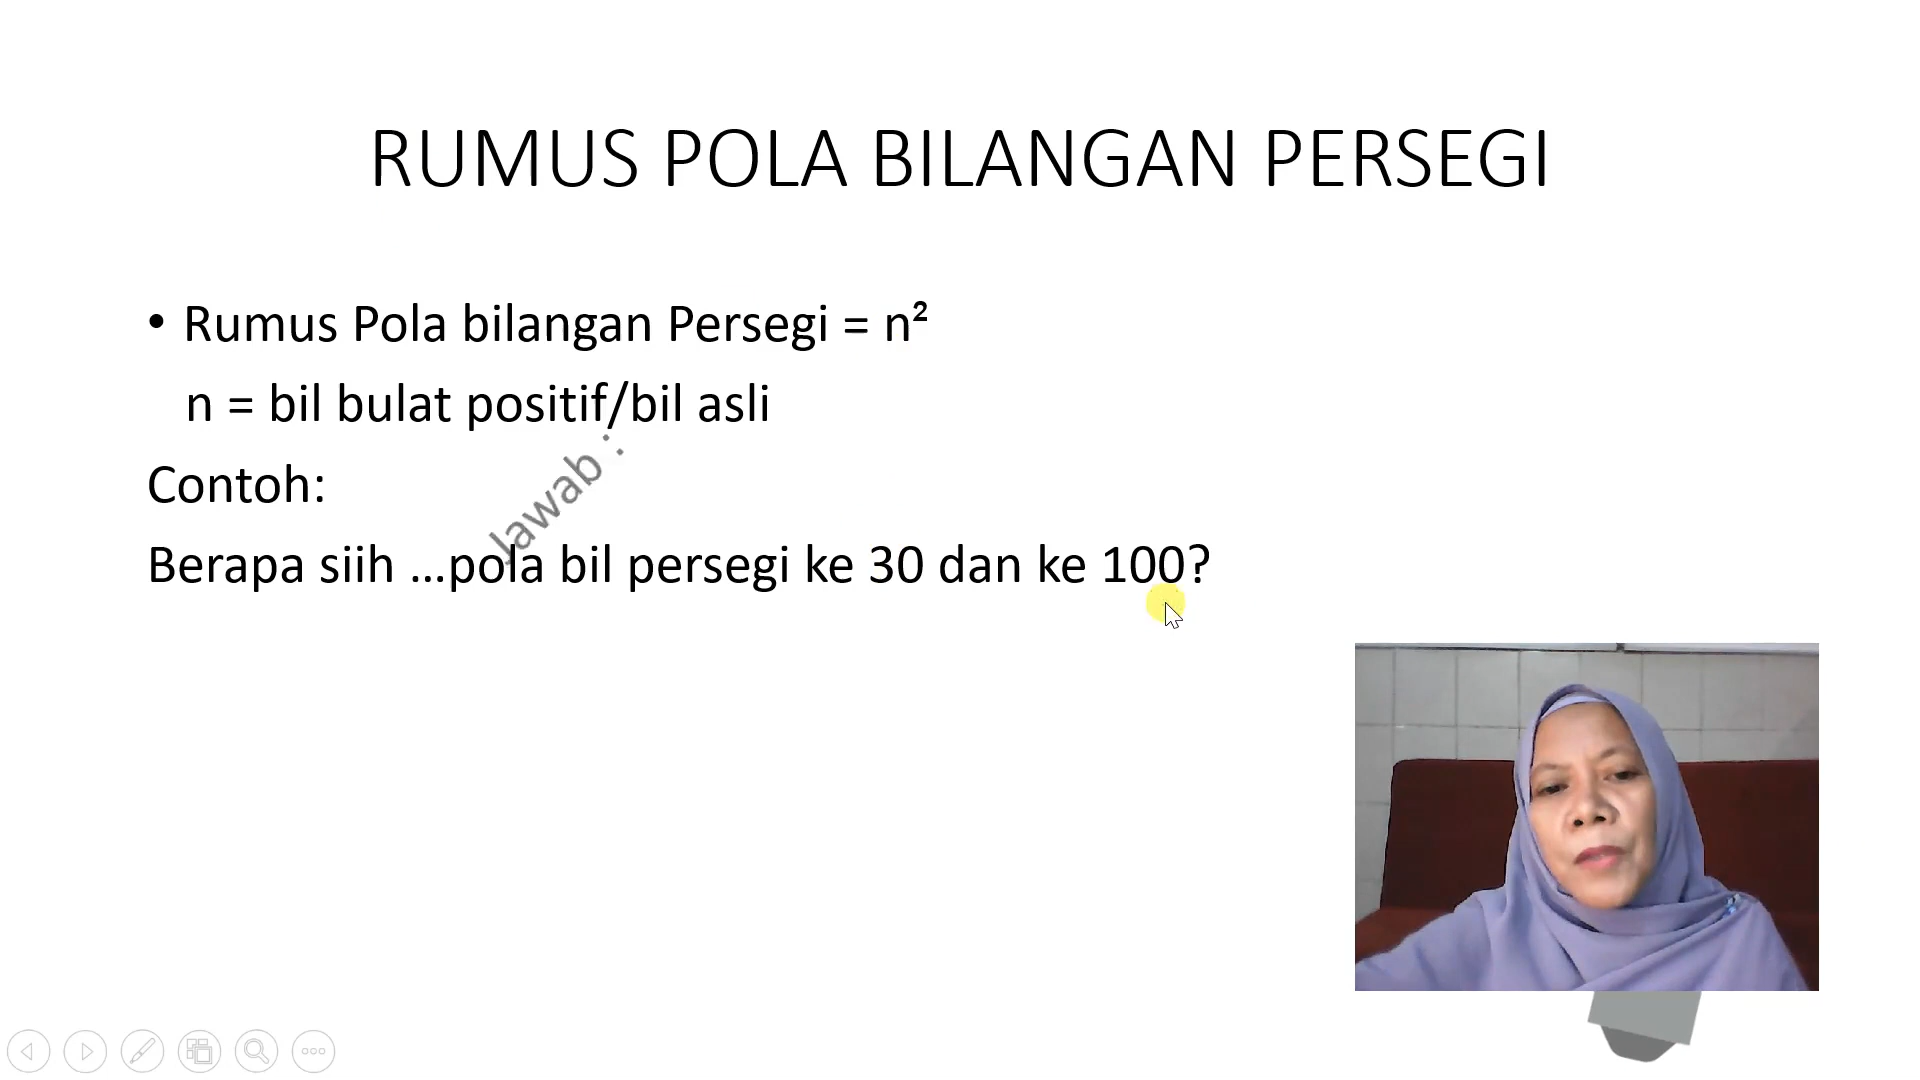 RUMUS POLA BILANGAN PERSEGI
• Rumus Pola bilangan Persegi = n²
n = bil bulat positif/bil asli
Contoh:
Jawab :
Berapa siih ...pola bil persegi ke 30 dan ke 100?